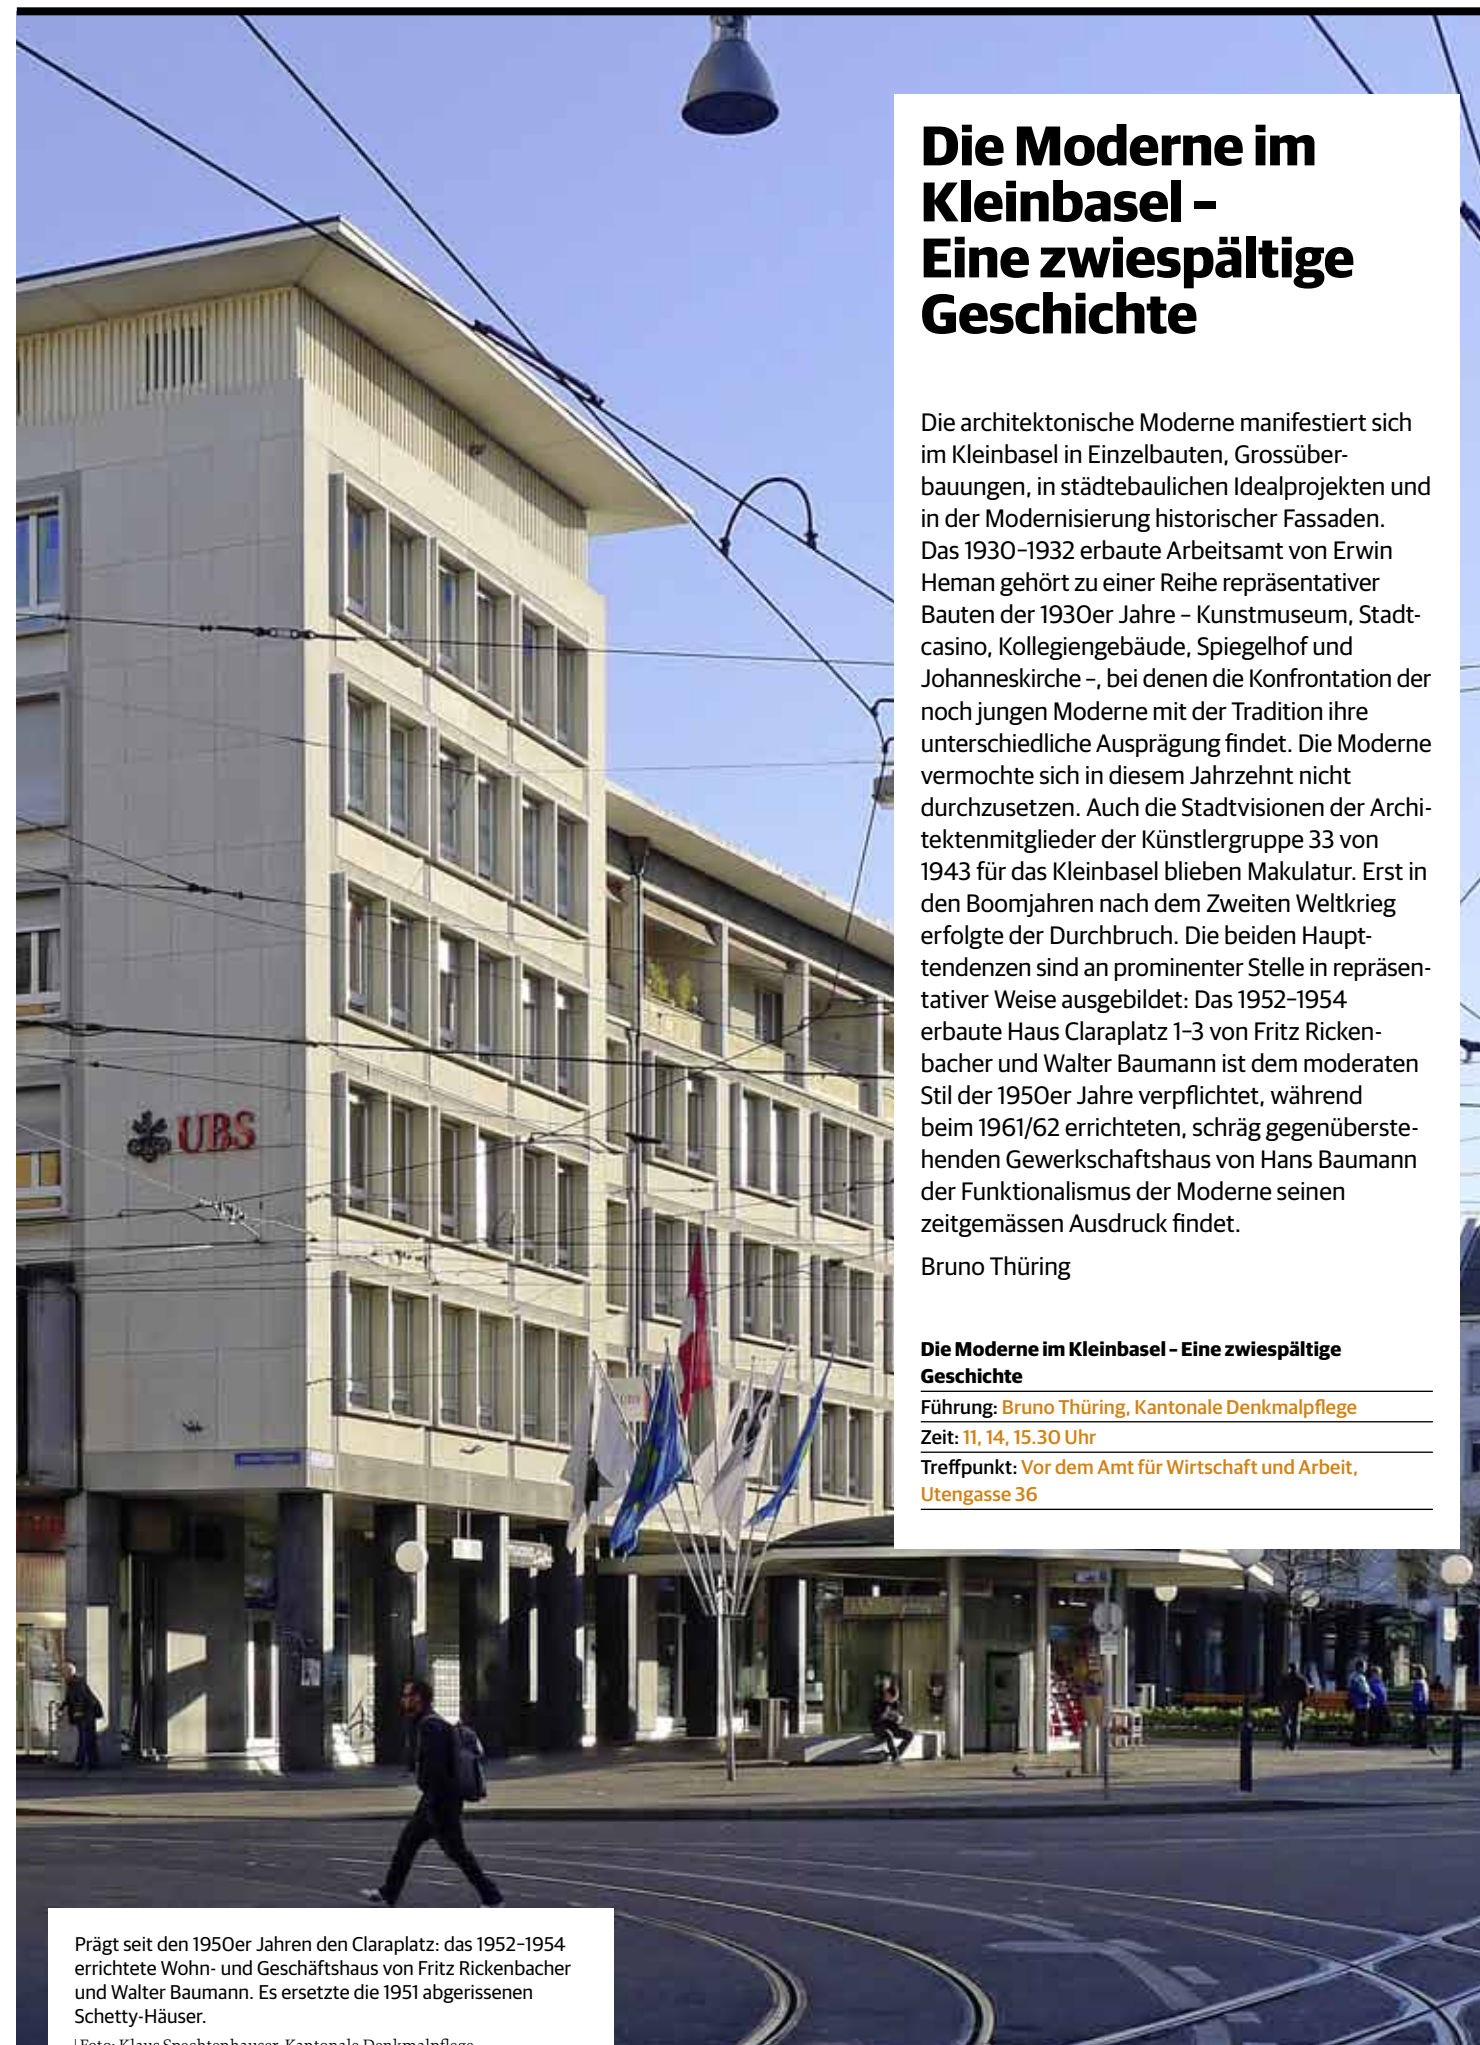 Die Moderne im
Kleinbasel –
Eine zwiespältige
Geschichte
Die architektonische Moderne manifestiert sich
im Kleinbasel in Einzelbauten, Grossüber-
bauungen, in städtebaulichen Idealprojekten und
in der Modernisierung historischer Fassaden.
Das 1930–1932 erbaute Arbeitsamt von Erwin
Heman gehört zu einer Reihe repräsentativer
Bauten der 1930er Jahre – Kunstmuseum, Stadt-
casino, Kollegiengebäude, Spiegelhof und
Johanneskirche –, bei denen die Konfrontation der
noch jungen Moderne mit der Tradition ihre
unterschiedliche Ausprägung findet. Die Moderne
vermochte sich in diesem Jahrzehnt nicht
durchzusetzen. Auch die Stadtvisionen der Archi-
tektenmitglieder der Künstlergruppe 33 von
1943 für das Kleinbasel blieben Makulatur. Erst in
den Boomjahren nach dem Zweiten Weltkrieg
erfolgte der Durchbruch. Die beiden Haupt-
tendenzen sind an prominenter Stelle in repräsen-
tativer Weise ausgebildet: Das 1952–1954
erbaute Haus Claraplatz 1–3 von Fritz Ricken-
bacher und Walter Baumann ist dem moderaten
Stil der 1950er Jahre verpflichtet, während
beim 1961/62 errichteten, schräg gegenüberste-
henden Gewerkschaftshaus von Hans Baumann
der Funktionalismus der Moderne seinen
zeitgemässen Ausdruck findet.
Bruno Thüring
Die Moderne im Kleinbasel – Eine zwiespältige
Geschichte
Führung: Bruno Thüring, Kantonale Denkmalpflege
Zeit: 11, 14, 15.30 Uhr
Treffpunkt: Vor dem Amt für Wirtschaft und Arbeit,
Utengasse 36
UBS
UBS
Prägt seit den 1950er Jahren den Claraplatz: das 1952–1954
errichtete Wohn- und Geschäftshaus von Fritz Rickenbacher
und Walter Baumann. Es ersetzte die 1951 abgerissenen
Schetty-Häuser.
| Foto: Klaus Spechtenhauser, Kantonale Denkmalpflege